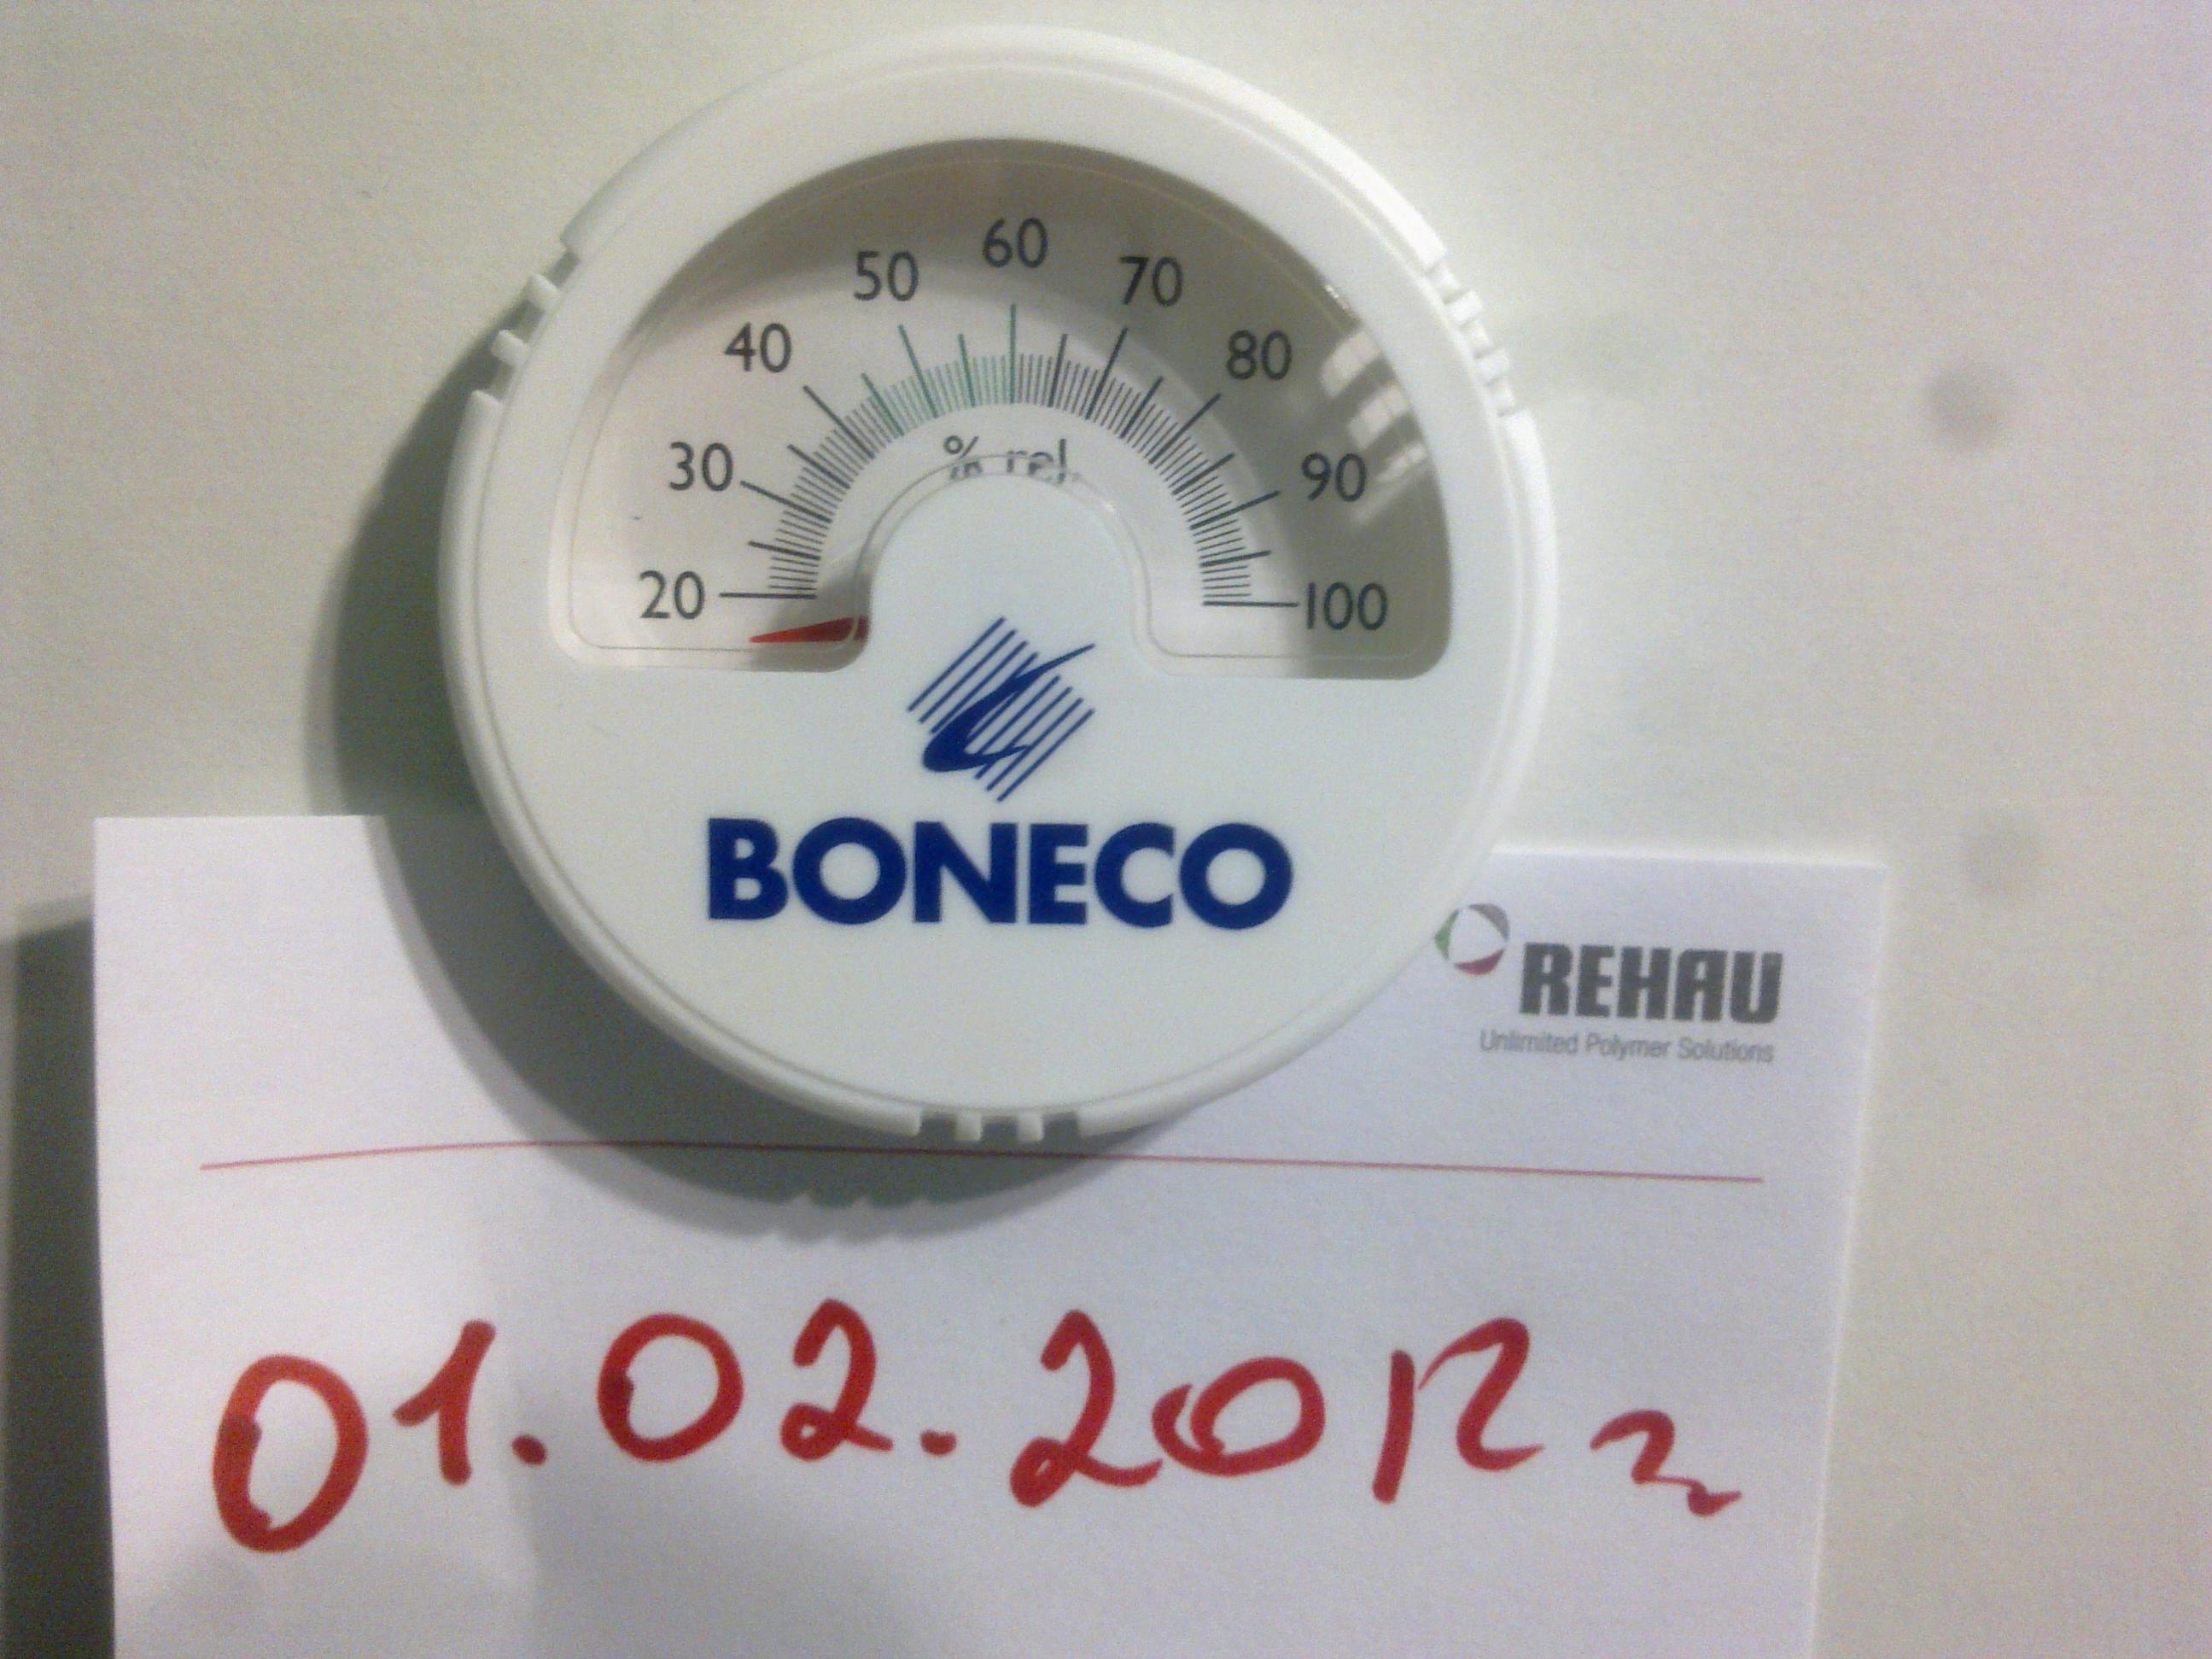 60
50 70
40 80
30 % rel. 90
20 100
BONECO
REHAU
Unlimited Polymer Solutions
01.02.2012г